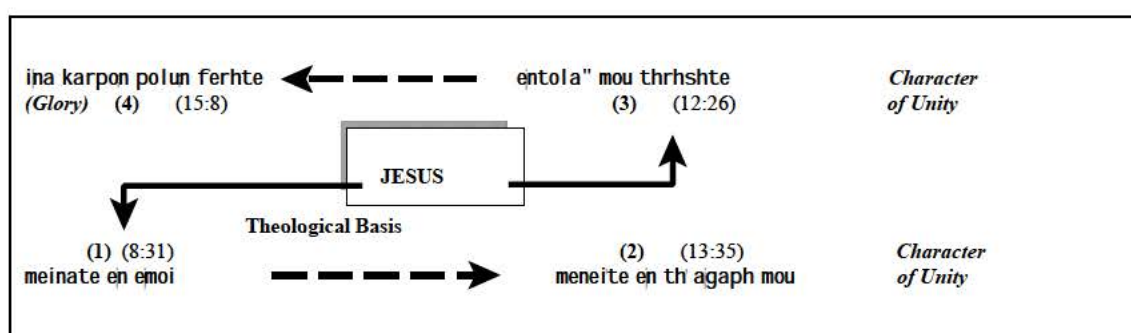 ina karpon polun ferhte entola" mou thrhshte Character
(Glory) (4) (15:8) (3) (12:26) of Unity
JESUS
Theological Basis
(1) (8:31) (2) (13:35) Character
meinate en emoi meneite en th agaph mou of Unity